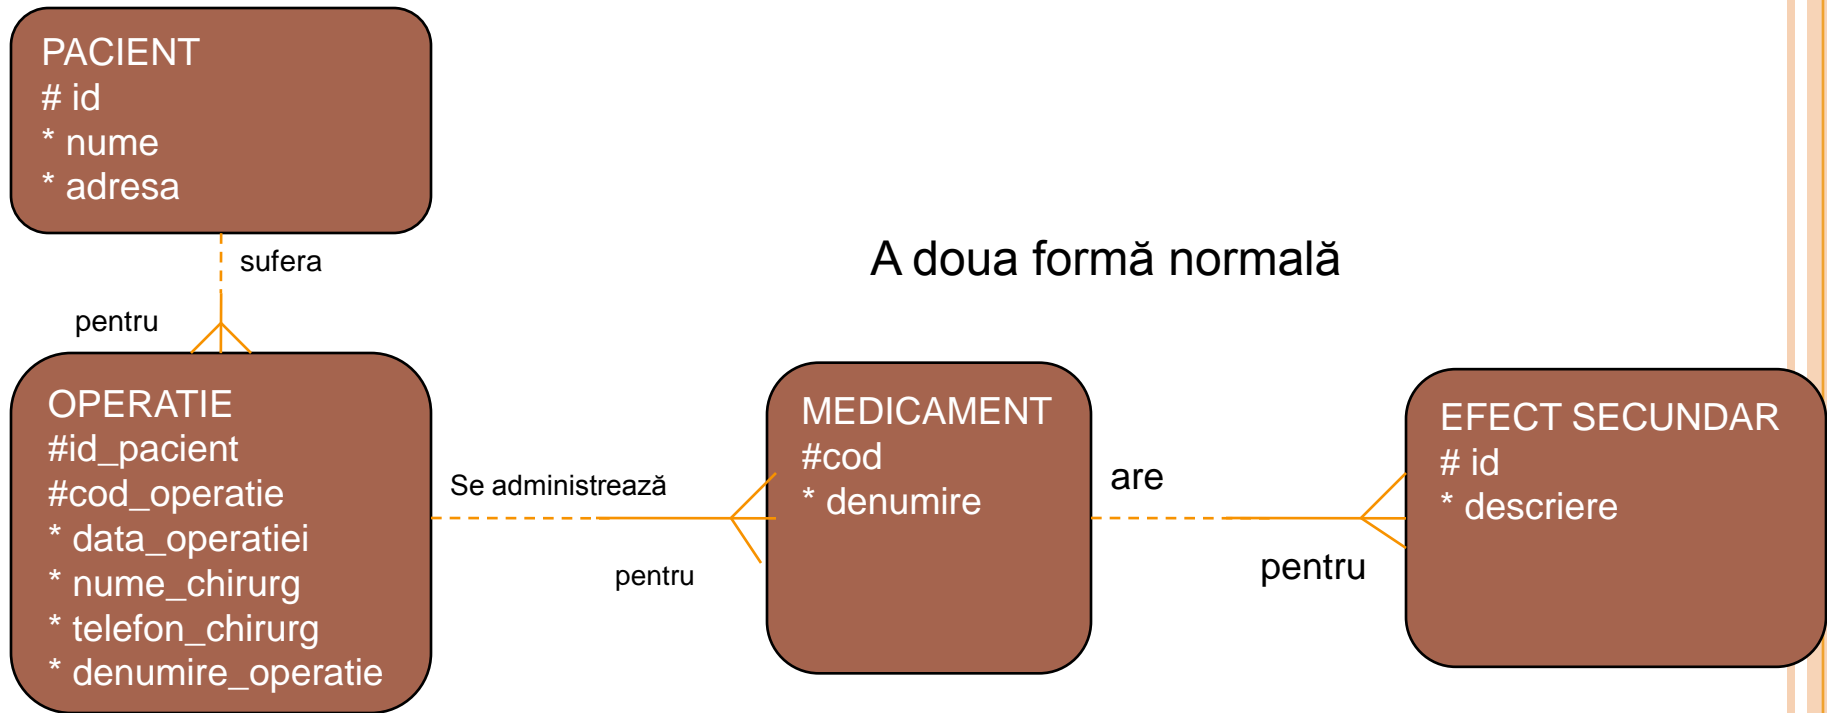 PACIENT
# id
* nume
* adresa
sufera
pentru
A doua formă normală
OPERATIE
#id_pacient
#cod_operatie
* data_operatiei
* nume_chirurg
* telefon_chirurg
* denumire_operatie
Se administrează
pentru
MEDICAMENT
#cod
* denumire
are
pentru
EFECT SECUNDAR
# id
* descriere